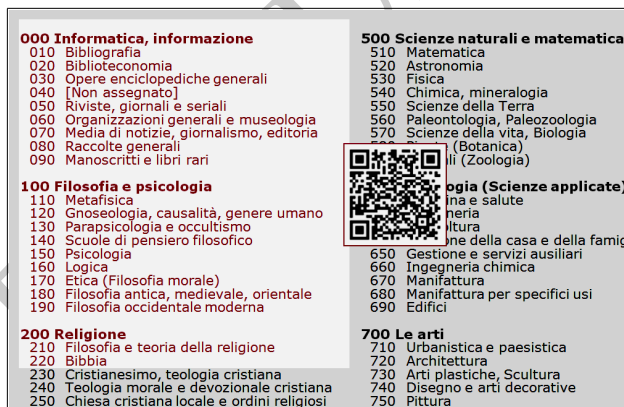 000 Informatica, informazione
010 Bibliografia
020 Biblioteconomia
030 Opere enciclopediche generali
040 [Non assegnato]
050 Riviste, giornali e seriali
060 Organizzazioni generali e museologia
070 Media di notizie, giornalismo, editoria
080 Raccolte generali
090 Manoscritti e libri rari
100 Filosofia e psicologia
110 Metafisica
120 Gnoseologia, causalità, genere umano
130 Parapsicologia e occultismo
140 Scuole di pensiero filosofico
150 Psicologia
160 Logica
170 Etica (Filosofia morale)
180 Filosofia antica, medievale, orientale
190 Filosofia occidentale moderna
200 Religione
210 Filosofia e teoria della religione
220 Bibbia
230 Cristianesimo, teologia cristiana
240 Teologia morale e devozionale cristiana
250 Chiesa cristiana locale e ordini religiosi
500 Scienze naturali e matematica
510 Matematica
520 Astronomia
530 Fisica
540 Chimica, mineralogia
550 Scienze della Terra
560 Paleontologia, Paleozoologia
570 Scienze della vita, Biologia
(Botanica)
(Zoologia)
(Scienze applicate)
e salute
della casa e della
650 Gestione e servizi ausiliari
660 Ingegneria chimica
670 Manifattura
680 Manifattura per specifici usi
690 Edifici
700 Le arti
710 Urbanistica e paesistica
720 Architettura
730 Arti plastiche, Scultura
740 Disegno e arti decorative
750 Pittura